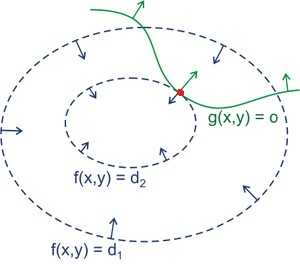 g(x,y) = o
f(x,y) = d₂
f(x,y) = d₁